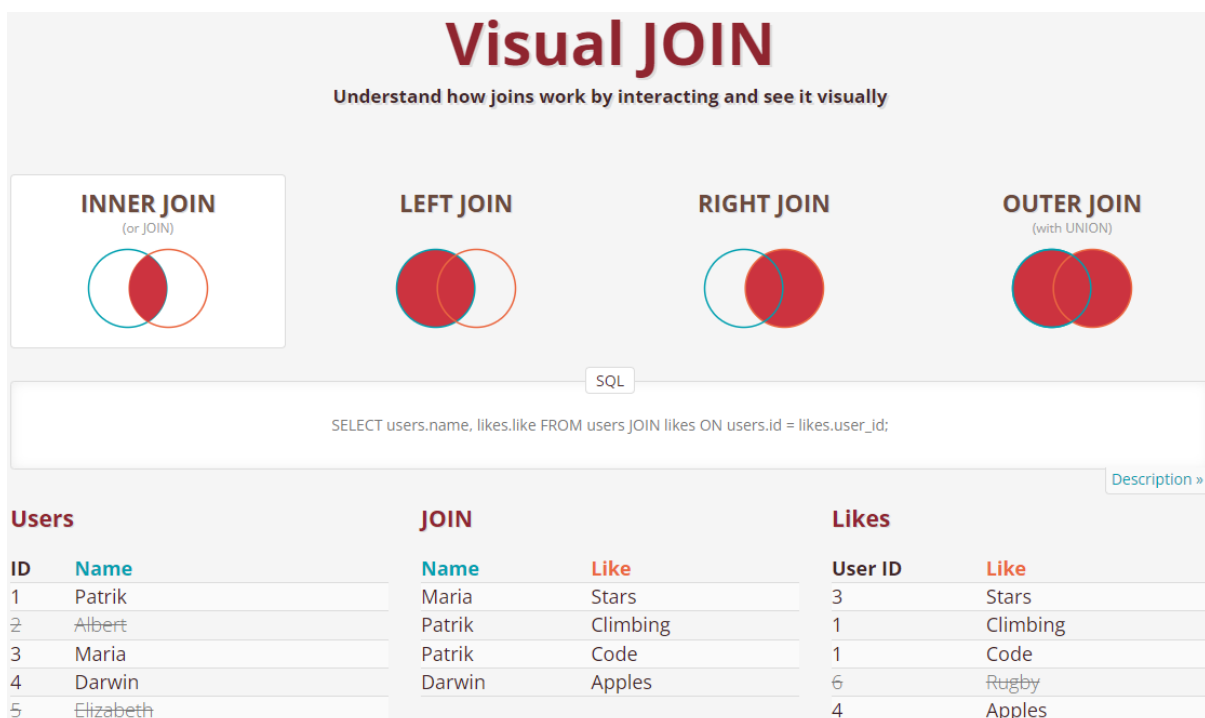 Visual JOIN
Understand how joins work by interacting and see it visually
INNER JOIN LEFT JOIN RIGHT JOIN OUTER JOIN
(or JOIN) (with UNION)
SQL
SELECT users.name, likes.like FROM users JOIN likes ON users.id = likes.user_id;
Description »
Users JOIN Likes
ID Name Name Like User ID Like
1 Patrik Maria Stars 3 Stars
2 Albert Patrik Climbing 1 Climbing
3 Maria Patrik Code 1 Code
4 Darwin Darwin Apples 6 Rugby
5 Elizabeth 4 Apples